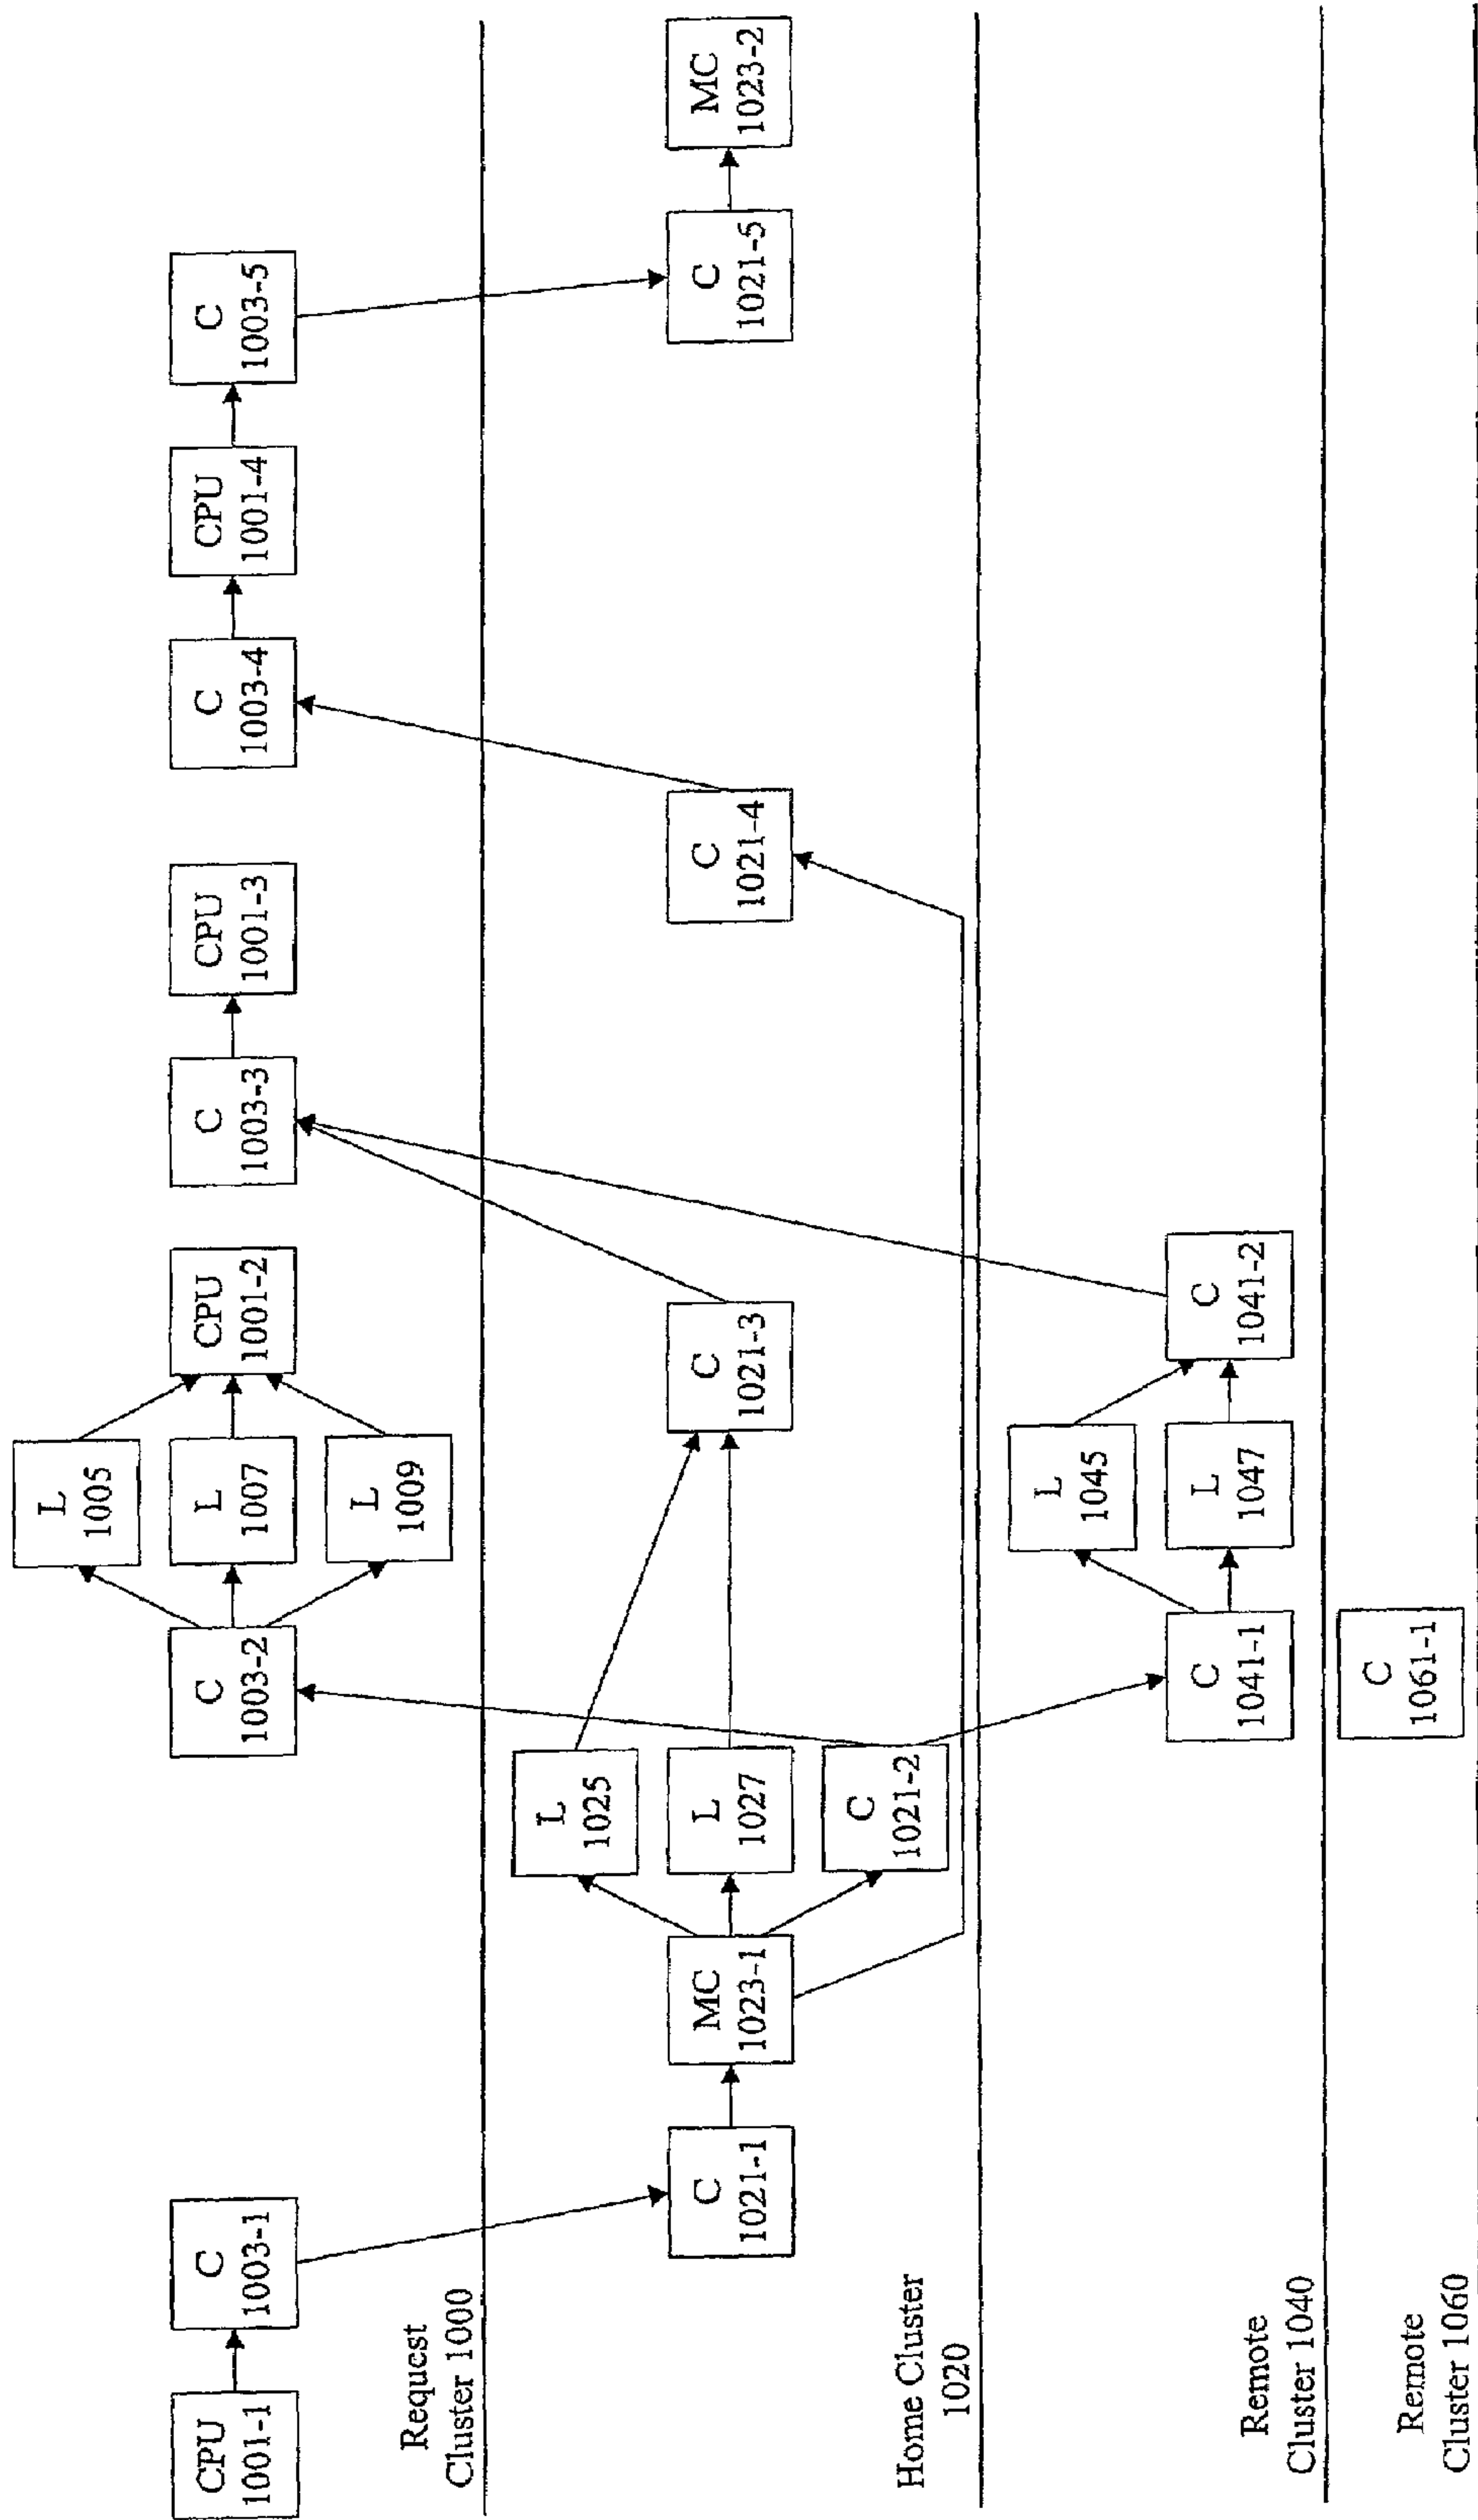 CPU
1001-1
C
1003-1
C
1003-2
L
1005
L
1007
L
1009
CPU
1001-2
C
1003-3
CPU
1001-3
C
1003-4
CPU
1001-4
C
1003-5
Request
Cluster 1000
C
1021-1
MC
1023-1
L
1025
L
1027
C
1021-2
C
1021-3
C
1021-4
C
1021-5
MC
1023-2
Home Cluster
1020
C
1041-1
L
1045
L
1047
C
1041-2
Remote
Cluster 1040
C
1061-1
Remote
Cluster 1060